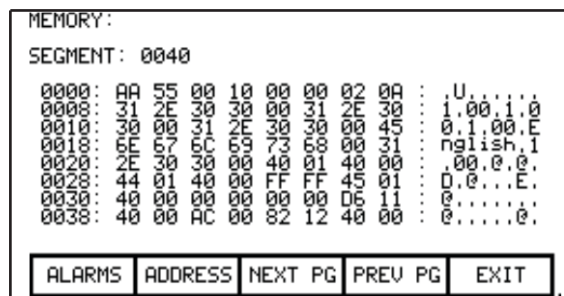 MEMORY:
SEGMENT: 0040
0000: AA 55 00 10 00 00 02 0A : .U......
0008: 31 2E 30 30 00 31 2E 30 : 1.00.1.0
0010: 30 00 31 2E 30 30 00 45 : 0.1.00.E
0018: 6E 67 6C 69 73 68 00 31 : nglish.1
0020: 2E 30 30 00 40 01 40 00 : .00.@.@.
0028: 44 01 40 00 FF FF 45 01 : D.@...E.
0030: 40 00 00 00 00 00 D6 11 : @.......
0038: 40 00 AC 00 82 12 40 00 : @.....@.
ALARMS ADDRESS NEXT PG PREV PG EXIT